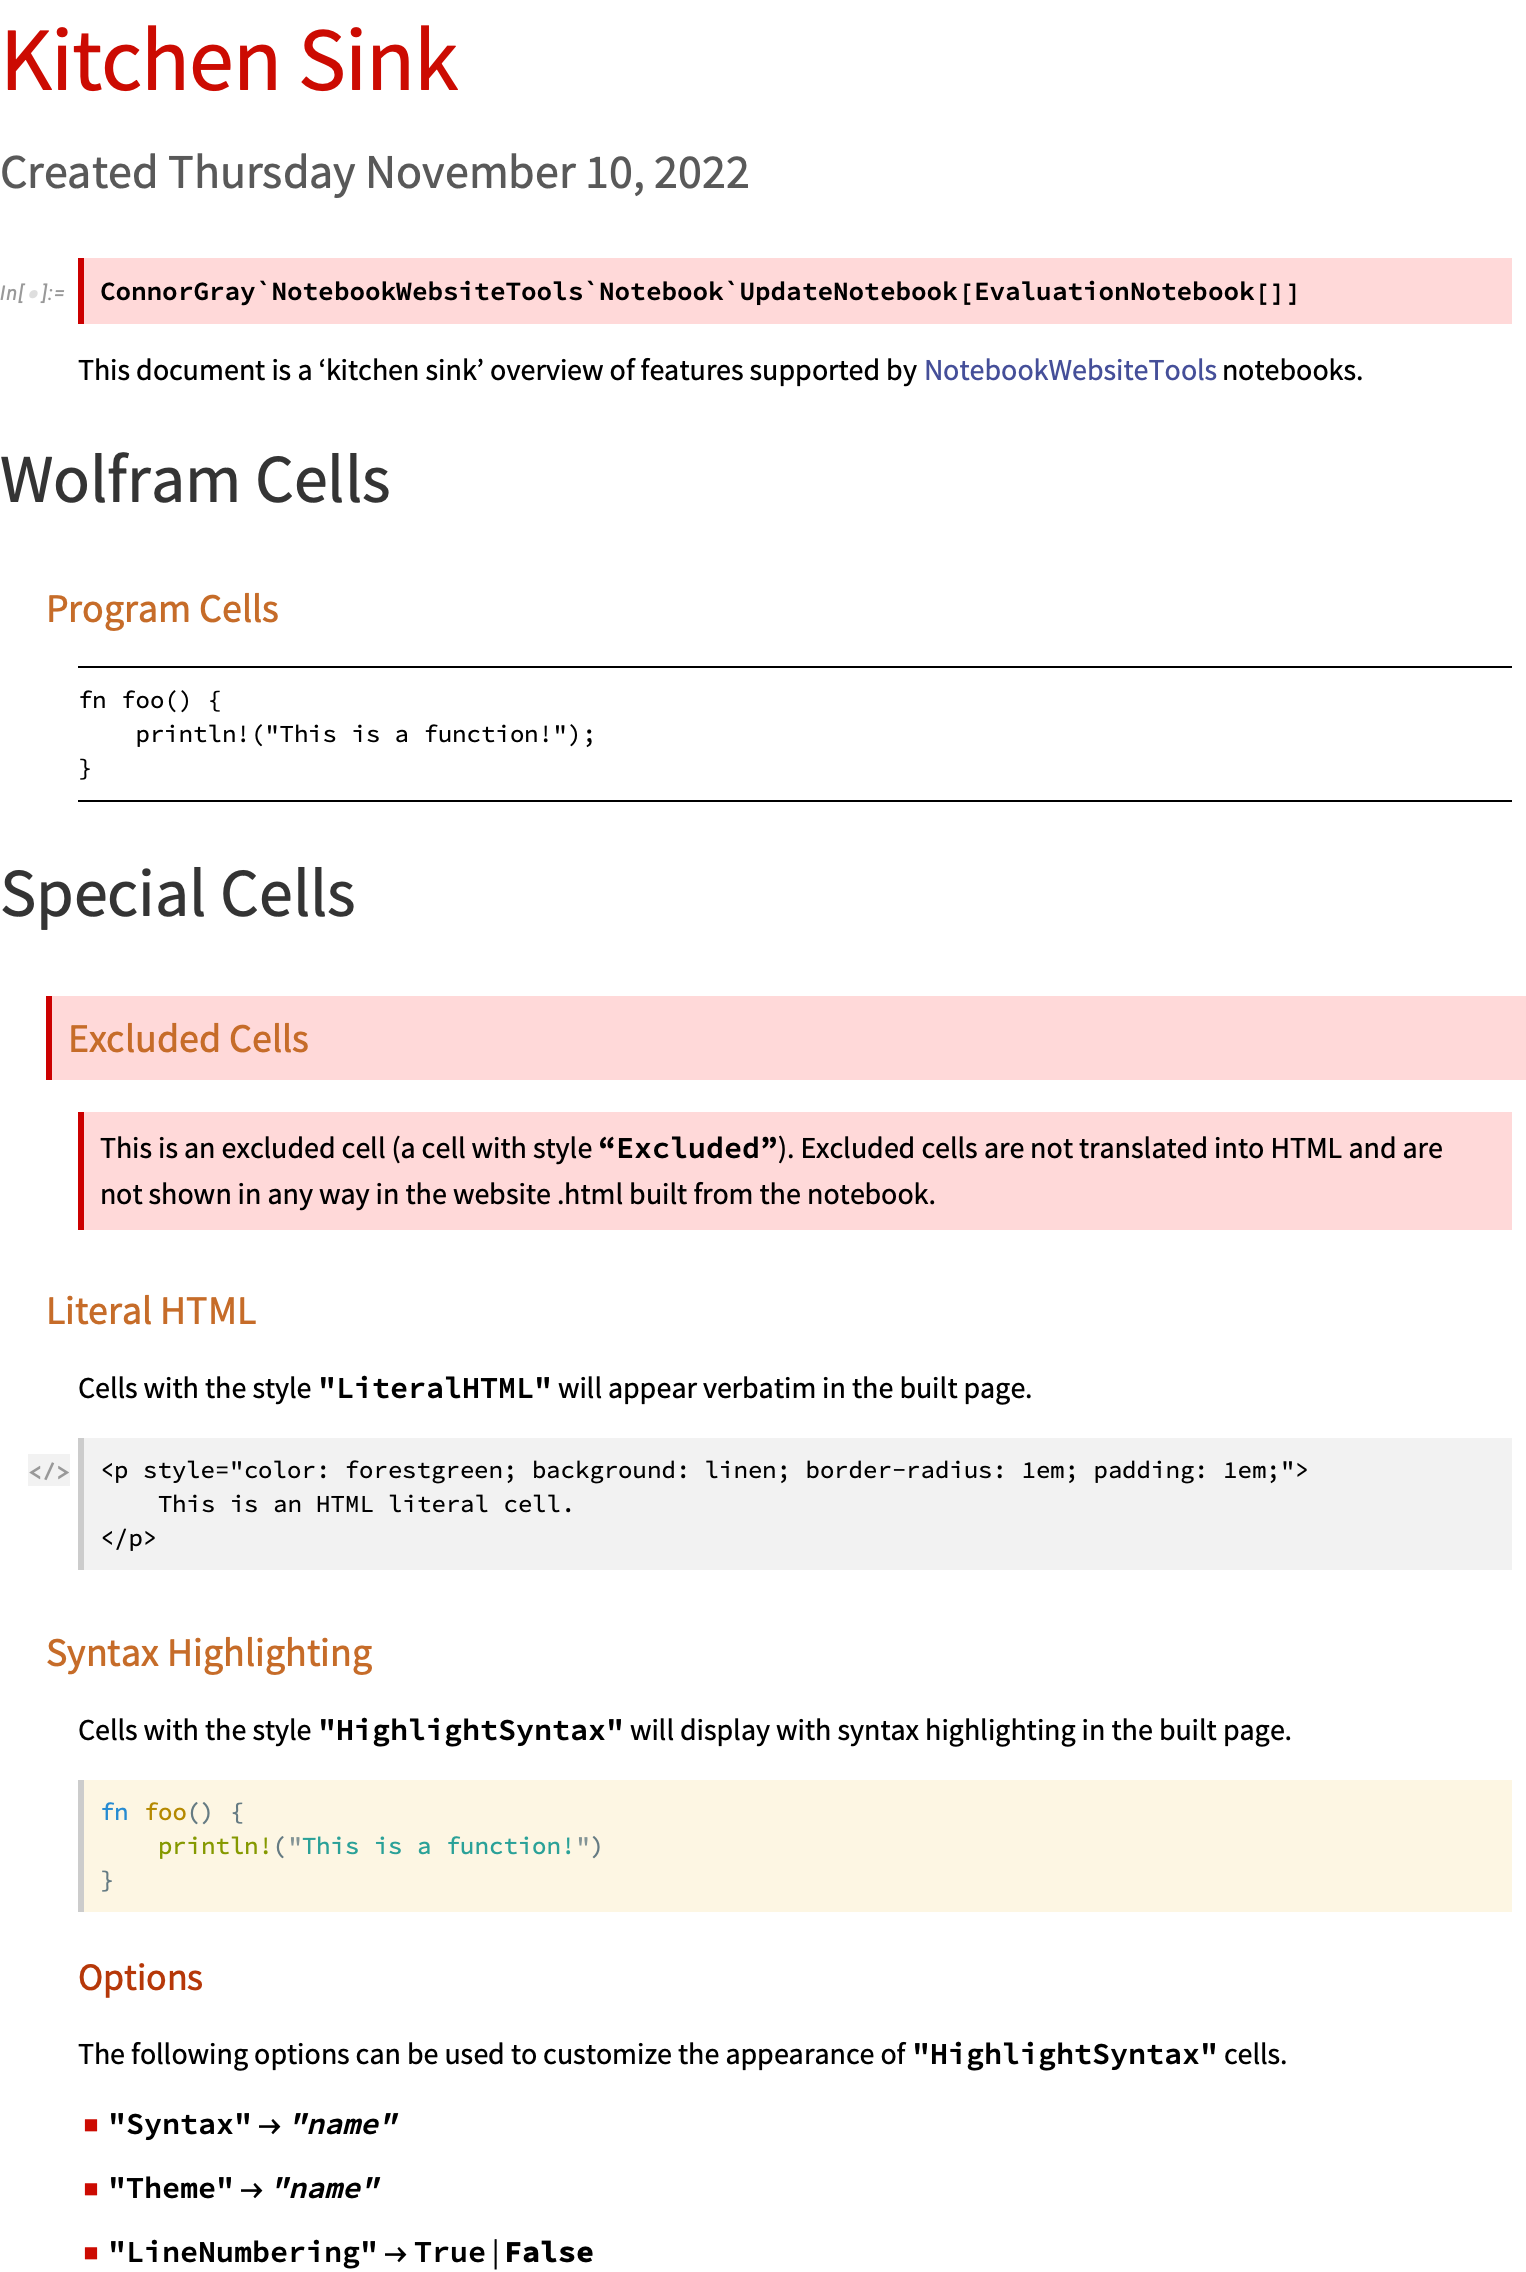 Kitchen Sink
Created Thursday November 10, 2022
In[●]:= ConnorGray`NotebookWebsiteTools`Notebook`UpdateNotebook[EvaluationNotebook[]]
This document is a ‘kitchen sink’ overview of features supported by NotebookWebsiteTools notebooks.
Wolfram Cells
Program Cells
fn foo() {
    println!("This is a function!");
}
Special Cells
Excluded Cells
This is an excluded cell (a cell with style “Excluded”). Excluded cells are not translated into HTML and are
not shown in any way in the website .html built from the notebook.
Literal HTML
Cells with the style "LiteralHTML" will appear verbatim in the built page.
</> <p style="color: forestgreen; background: linen; border-radius: 1em; padding: 1em;">
    This is an HTML literal cell.
</p>
Syntax Highlighting
Cells with the style "HighlightSyntax" will display with syntax highlighting in the built page.
fn foo() {
    println!("This is a function!")
}
Options
The following options can be used to customize the appearance of "HighlightSyntax" cells.
■ "Syntax" → "name"
■ "Theme" → "name"
■ "LineNumbering" → True | False